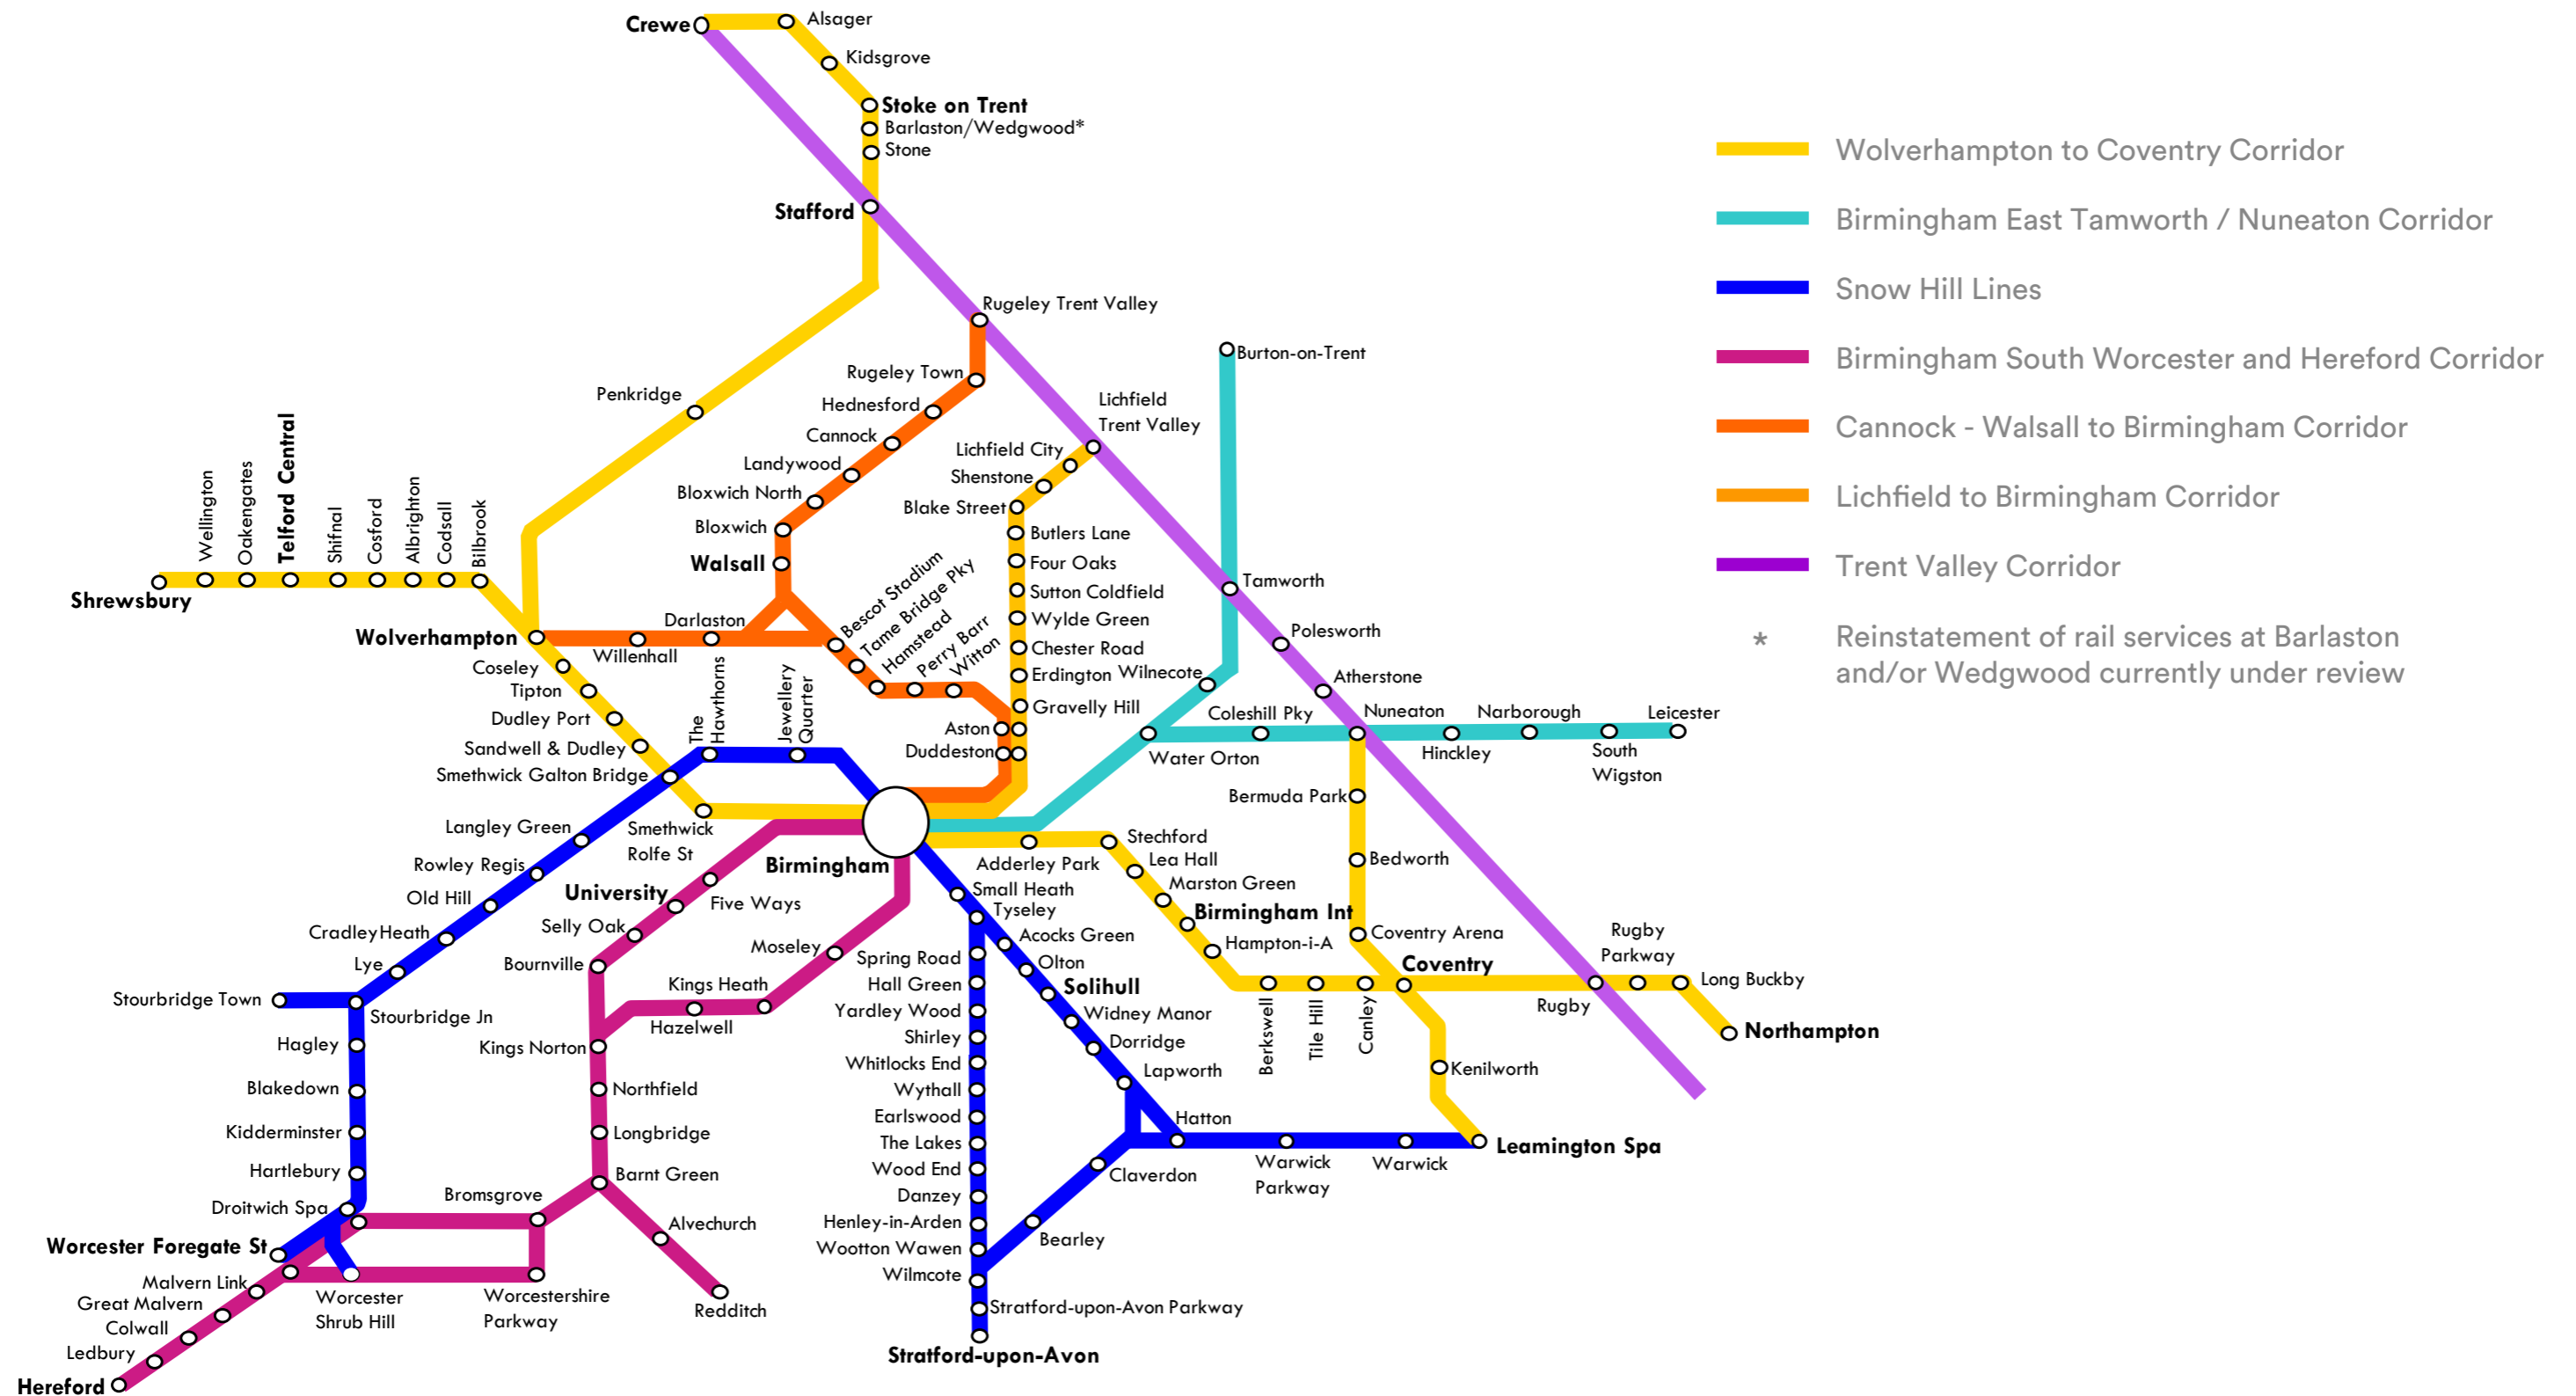 Crewe
Alsager
Kidsgrove
Stoke on Trent
Barlaston/Wedgwood*
Stone
Stafford
Rugeley Trent Valley
Burton-on-Trent
Rugeley Town
Penkridge
Hednesford
Lichfield
Trent Valley
Cannock
Lichfield City
Landywood
Shenstone
Bloxwich North
Blake Street
Bloxwich
Butlers Lane
Walsall
Four Oaks
Wellington
Oakengates
Telford Central
Shifnal
Cosford
Albrighton
Codsall
Bilbrook
Shrewsbury
Bescot Stadium
Tame Bridge Pky
Hamstead
Perry Barr
Witton
Tamworth
Sutton Coldfield
Wylde Green
Darlaston
Wolverhampton
Willenhall
Polesworth
Chester Road
Coseley
Erdington
Wilnecote
Atherstone
Tipton
Gravelly Hill
Dudley Port
The
Hawthorns
Jewellery
Quarter
Aston
Duddeston
Coleshill Pky
Nuneaton
Narborough
Leicester
Sandwell & Dudley
Smethwick Galton Bridge
Water Orton
Hinckley
South
Wigston
Bermuda Park
Langley Green
Smethwick
Rolfe St
Birmingham
Adderley Park
Stechford
Lea Hall
Bedworth
Rowley Regis
University
Five Ways
Small Heath
Marston Green
Old Hill
Tyseley
Birmingham Int
Selly Oak
Acocks Green
Hampton-i-A
Coventry Arena
CradleyHeath
Moseley
Spring Road
Olton
Coventry
Rugby
Parkway
Lye
Bournville
Kings Heath
Hall Green
Solihull
Long Buckby
Stourbridge Town
Stourbridge Jn
Hazelwell
Yardley Wood
Widney Manor
Rugby
Berkswell
Tile Hill
Canley
Northampton
Hagley
Kings Norton
Shirley
Dorridge
Whitlocks End
Lapworth
Kenilworth
Blakedown
Northfield
Wythall
Earlswood
Hatton
Kidderminster
Longbridge
The Lakes
Leamington Spa
Hartlebury
Barnt Green
Wood End
Claverdon
Warwick
Parkway
Warwick
Droitwich Spa
Bromsgrove
Danzey
Alvechurch
Henley-in-Arden
Bearley
Worcester Foregate St
Wootton Wawen
Malvern Link
Wilmcote
Great Malvern
Worcester
Shrub Hill
Worcestershire
Parkway
Redditch
Stratford-upon-Avon Parkway
Colwall
Ledbury
Stratford-upon-Avon
Hereford
Wolverhampton to Coventry Corridor
Birmingham East Tamworth / Nuneaton Corridor
Snow Hill Lines
Birmingham South Worcester and Hereford Corridor
Cannock - Walsall to Birmingham Corridor
Lichfield to Birmingham Corridor
Trent Valley Corridor
* Reinstatement of rail services at Barlaston
and/or Wedgwood currently under review